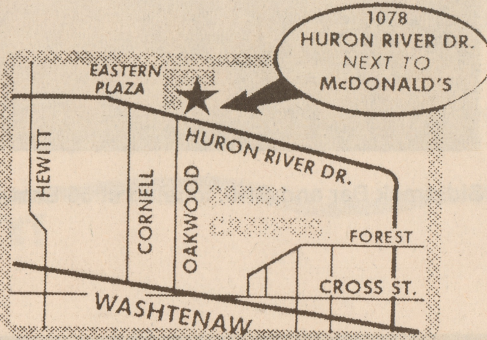 1078
HURON RIVER DR.
NEXT TO
McDONALD'S
EASTERN
PLAZA
HURON RIVER DR.
HEWITT
CORNELL
OAKWOOD
CAMPUS
FOREST
CROSS ST.
WASHTENAW